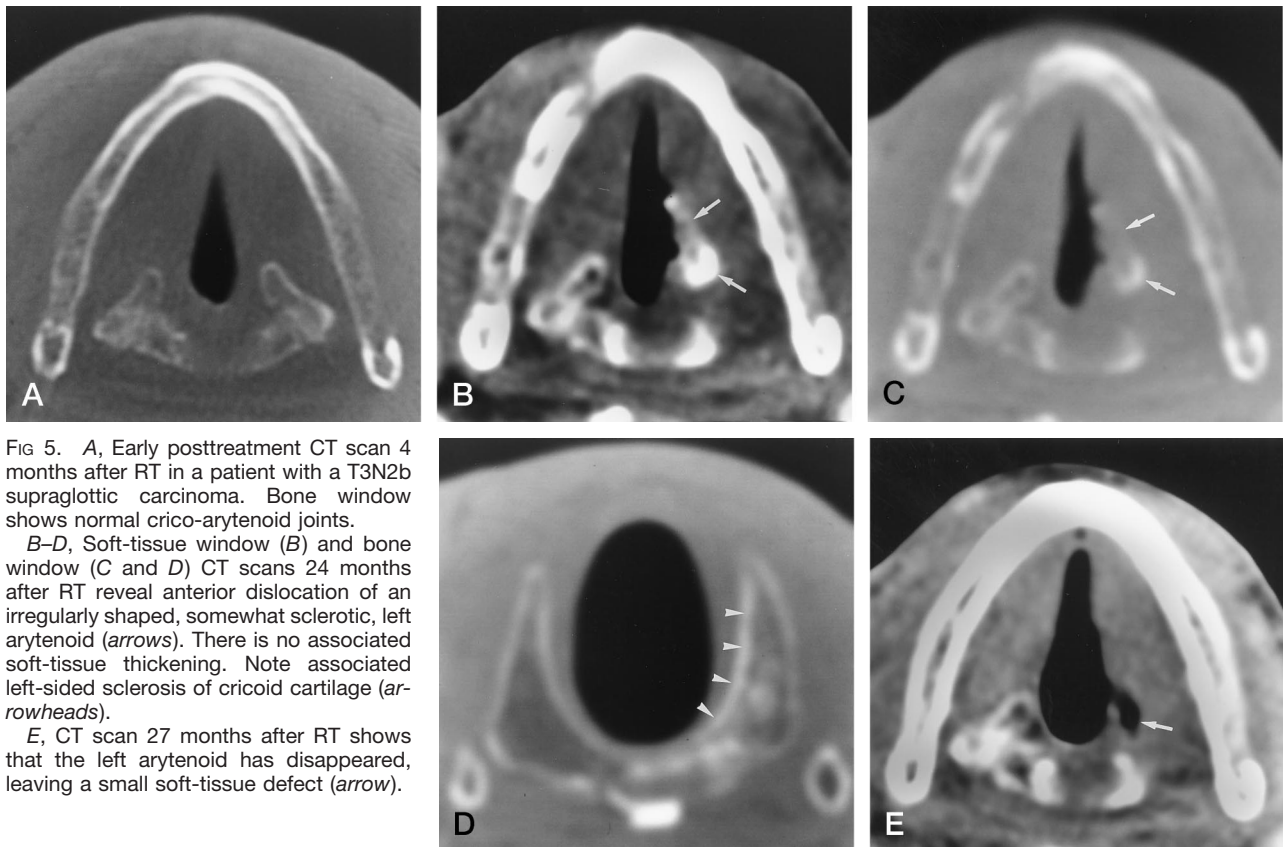 A
B
C
FIG 5. A, Early posttreatment CT scan 4
months after RT in a patient with a T3N2b
supraglottic carcinoma. Bone window
shows normal crico-arytenoid joints.
B–D, Soft-tissue window (B) and bone
window (C and D) CT scans 24 months
after RT reveal anterior dislocation of an
irregularly shaped, somewhat sclerotic, left
arytenoid (arrows). There is no associated
soft-tissue thickening. Note associated
left-sided sclerosis of cricoid cartilage (ar-
rowheads).
E, CT scan 27 months after RT shows
that the left arytenoid has disappeared,
leaving a small soft-tissue defect (arrow).
D
E